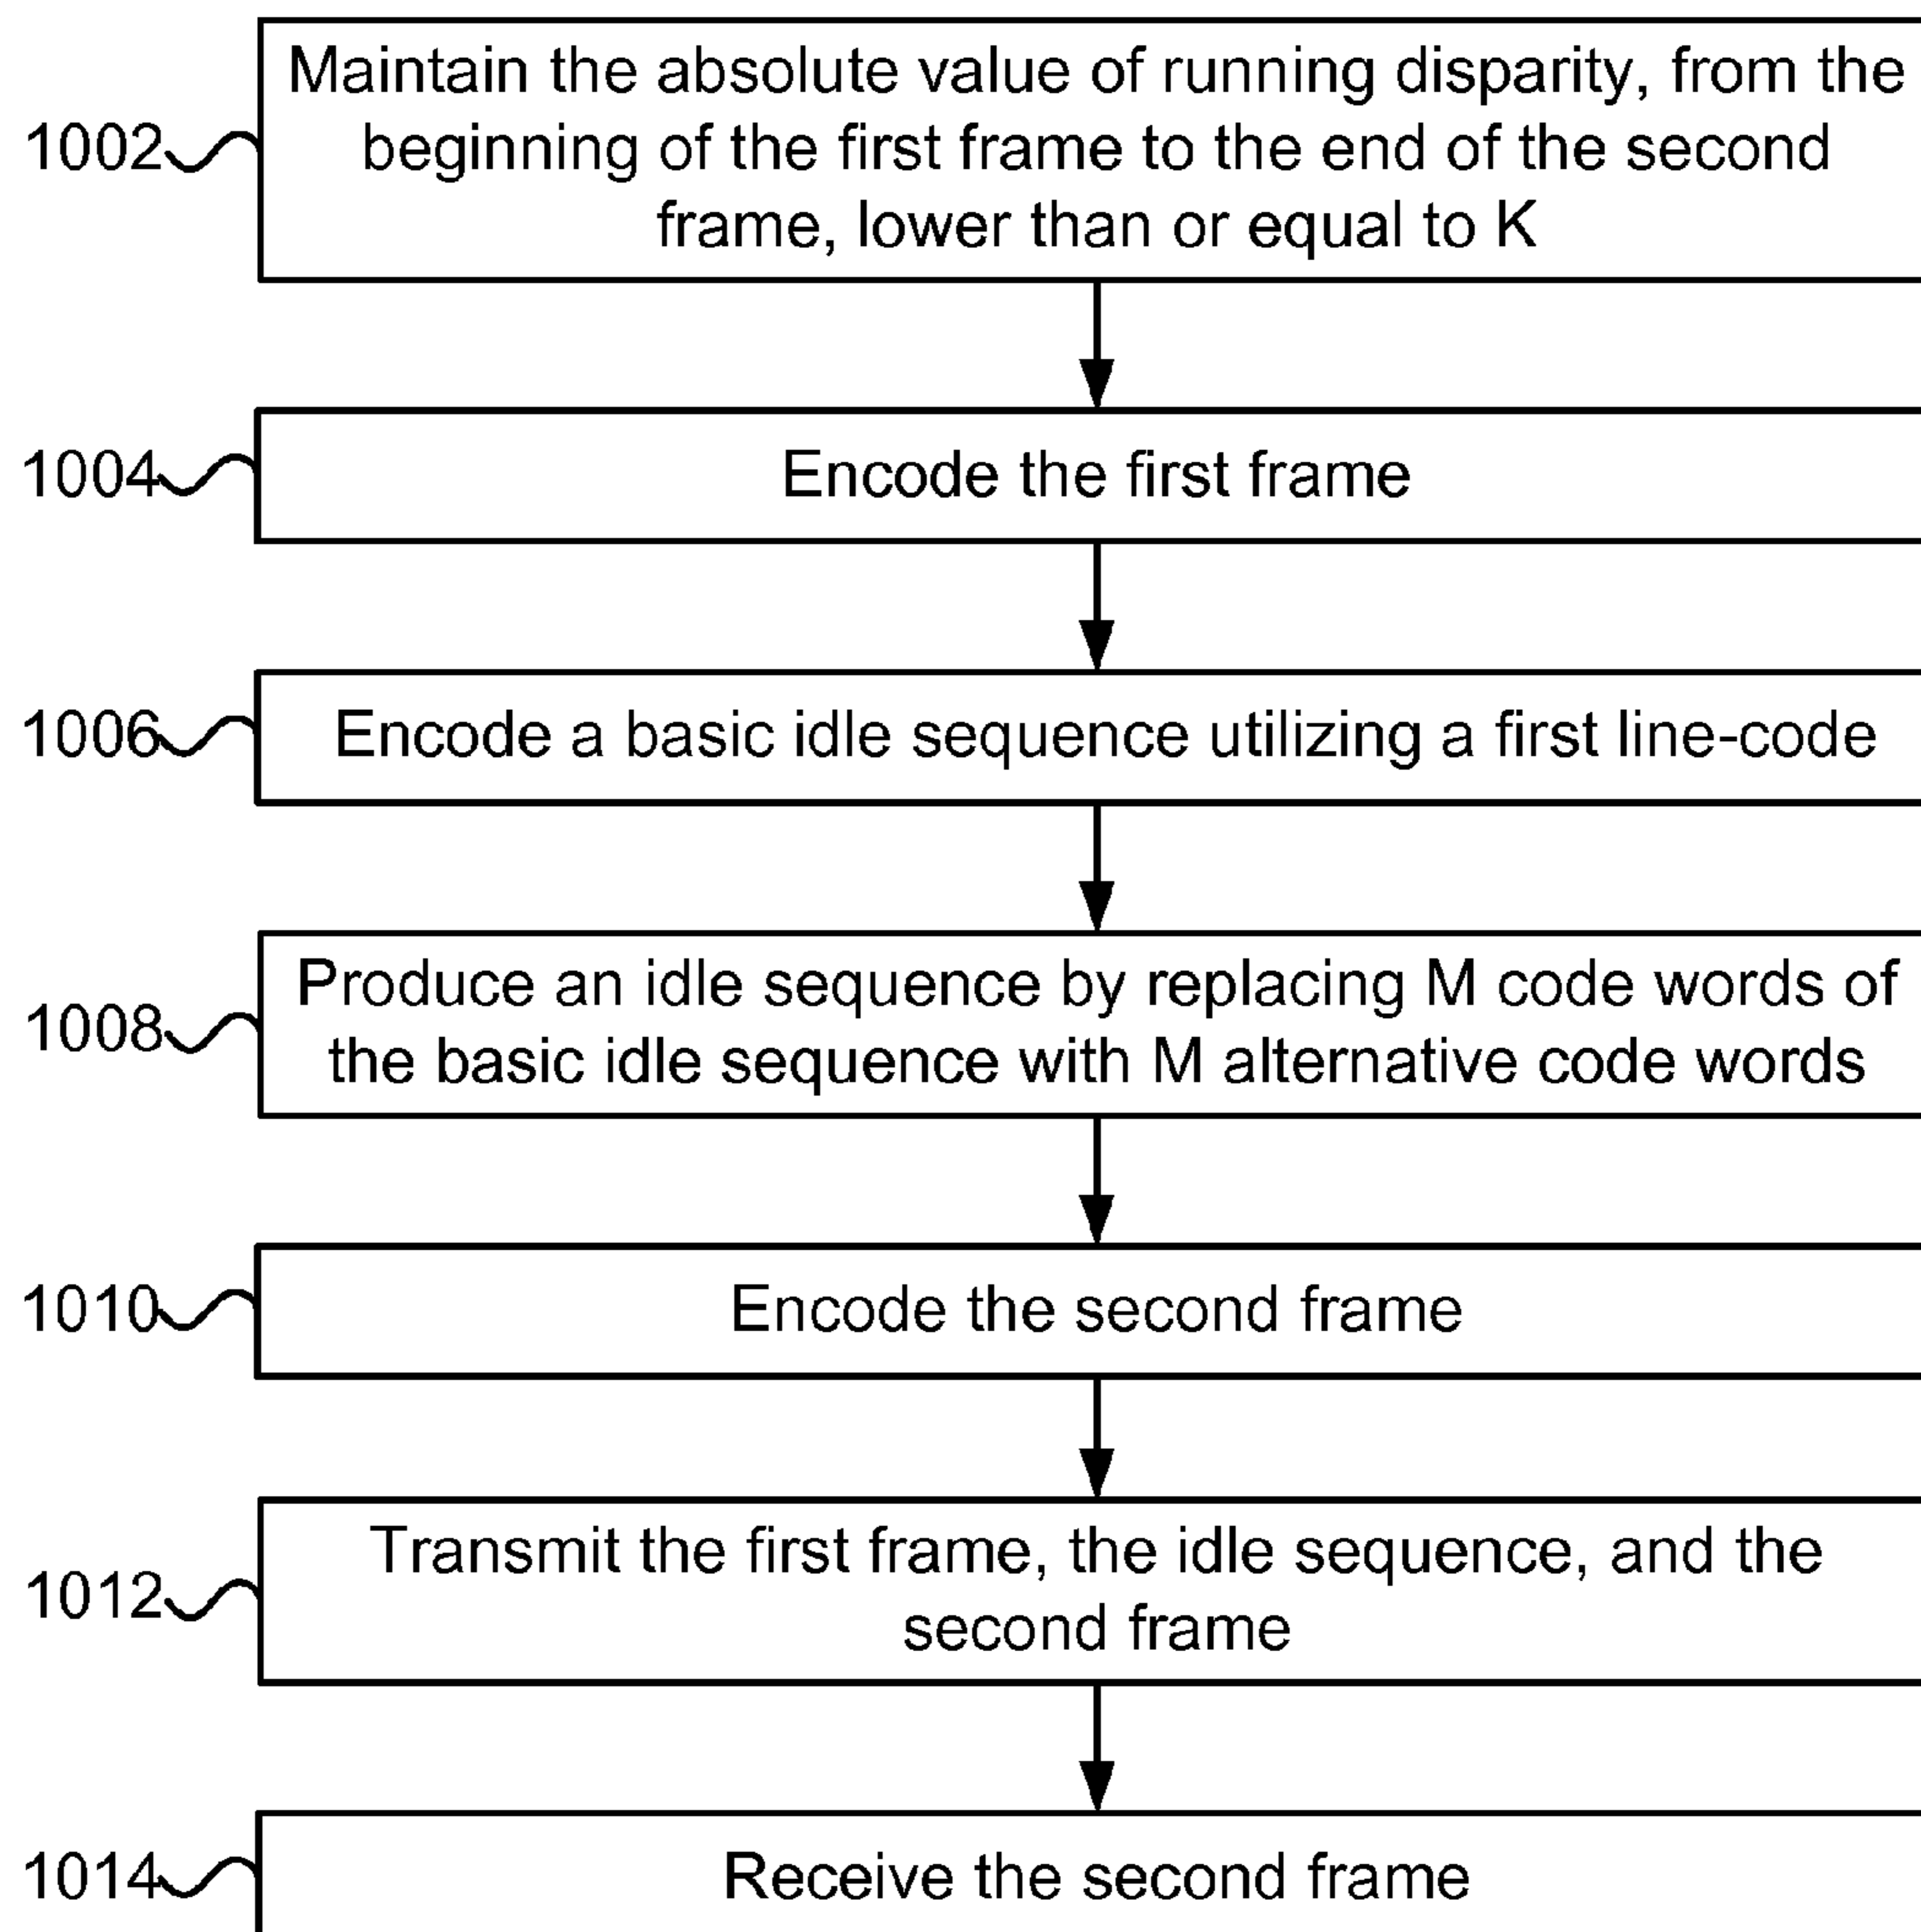 Maintain the absolute value of running disparity, from the
1002
beginning of the first frame to the end of the second
frame, lower than or equal to K
1004
Encode the first frame
1006
Encode a basic idle sequence utilizing a first line-code
Produce an idle sequence by replacing M code words of
1008
the basic idle sequence with M alternative code words
1010
Encode the second frame
Transmit the first frame, the idle sequence, and the
1012
second frame
1014
Receive the second frame